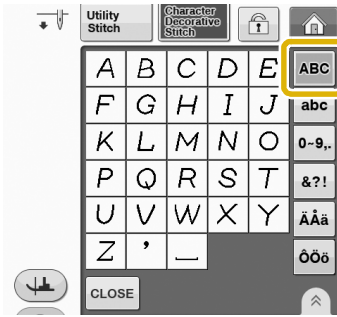 Utility Stitch
Character Decorative Stitch
A B C D E ABC
F G H I J abc
K L M N O 0~9,.
P Q R S T &?!
U V W X Y ÄÅä
Z ’ _ ÔÖö
CLOSE